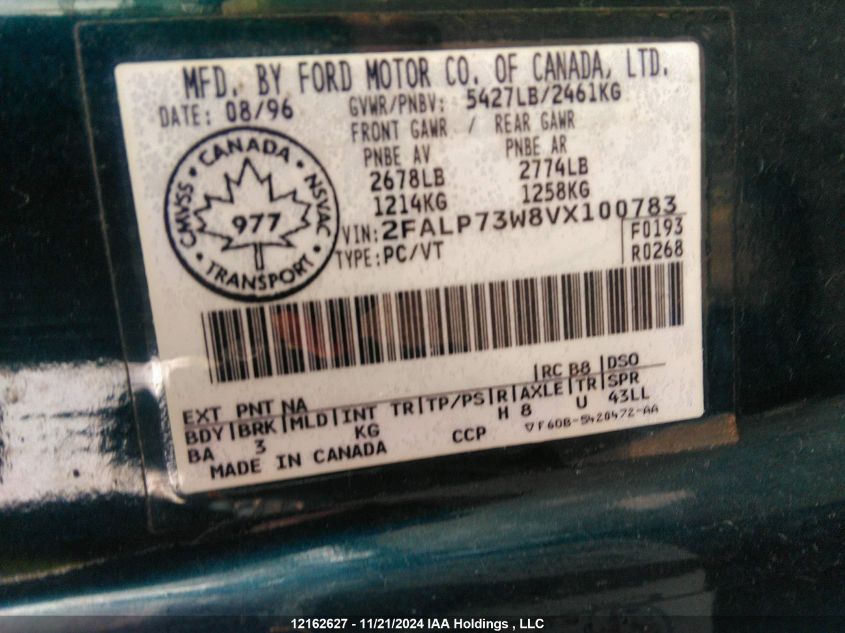 MFD. BY FORD MOTOR CO. OF CANADA, LTD.
DATE: 08/96 GVWR/PNBV: 5427LB/2461KG
FRONT GAWR / REAR GAWR
PNBE AV PNBE AR
2678LB 2774LB
1214KG 1258KG
CANADA
CMVSS NSVAC
977
TRANSPORT
VIN: 2FALP73W8VX100783
TYPE: PC/VT
F0193
R0268
RC B8 DSO
EXT PNT NA
BDY BRK MLD INT TR TP/PS R AXLE TR SPR
BA 3 KG H 8 U 43LL
MADE IN CANADA CCP ▽F6OB-5420472-AA
12162627 - 11/21/2024 IAA Holdings , LLC